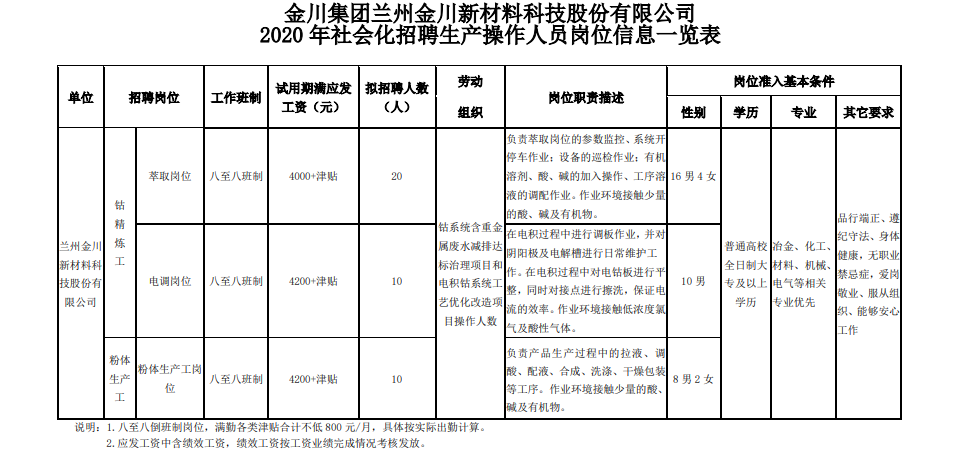 金川集团兰州金川新材料科技股份有限公司
2020 年社会化招聘生产操作人员岗位信息一览表
单位
招聘岗位
工作班制
试用期满应发
工资（元）
拟招聘人数
（人）
劳动
组织
岗位职责描述
岗位准入基本条件
性别
学历
专业
其它要求
兰州金川
新材料科
技股份有
限公司
钴
精
炼
工
萃取岗位
八至八班制
4000+津贴
20
钴系统含重金
属废水减排达
标治理项目和
电积钴系统工
艺优化改造项
目操作人数
负责萃取岗位的参数监控、系统开
停车作业；设备的巡检作业；有机
溶剂、酸、碱的加入操作、工序溶
液的调配作业。作业环境接触少量
的酸、碱及有机物。
16 男 4 女
普通高校
全日制大
专及以上
学历
冶金、化工、
材料、机械、
电气等相关
专业优先
品行端正、遵
纪守法、身体
健康，无职业
禁忌症，爱岗
敬业、服从组
织、能够安心
工作
电调岗位
八至八班制
4200+津贴
10
在电积过程中进行调板作业，并对
阴阳极及电解槽进行日常维护工
作。在电积过程中对电钴板进行平
整，同时对接点进行擦洗，保证电
流的效率。作业环境接触低浓度氯
气及酸性气体。
10 男
粉体
生产
工
粉体生产工岗
位
八至八班制
4200+津贴
10
负责产品生产过程中的拉液、调
酸、配液、合成、洗涤、干燥包装
等工序。作业环境接触少量的酸、
碱及有机物。
8 男 2 女
说明：1.八至八倒班制岗位，满勤各类津贴合计不低 800 元/月，具体按实际出勤计算。
2.应发工资中含绩效工资，绩效工资按工资业绩完成情况考核发放。